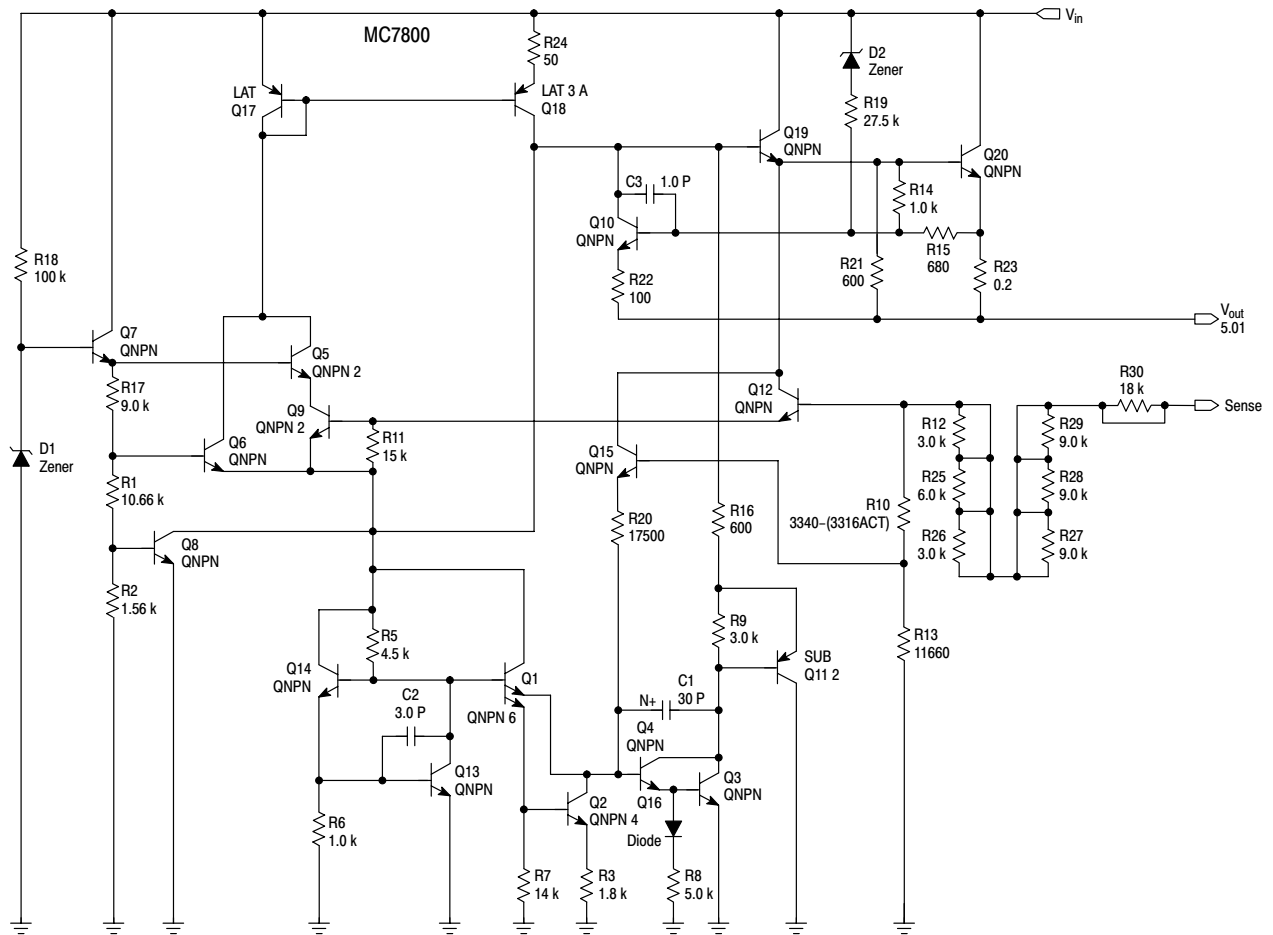 V_in
MC7800
R24
50
D2
Zener
LAT
Q17
LAT 3 A
Q18
R19
27.5 k
Q19
QNPN
Q20
QNPN
C3
1.0 P
R14
1.0 k
Q10
QNPN
R15
680
R21
600
R23
0.2
R18
100 k
R22
100
V_out
5.01
Q7
QNPN
Q5
QNPN 2
R17
9.0 k
R30
18 k
Q12
QNPN
Sense
Q9
QNPN 2
R12
3.0 k
R29
9.0 k
R11
15 k
D1
Zener
Q6
QNPN
Q15
QNPN
R25
6.0 k
R28
9.0 k
R1
10.66 k
R10
3340–(3316ACT)
R20
17500
R16
600
R26
3.0 k
R27
9.0 k
Q8
QNPN
R2
1.56 k
R9
3.0 k
R13
11660
R5
4.5 k
SUB
Q11 2
Q14
QNPN
Q1
C1
30 P
N+
C2
3.0 P
QNPN 6
Q4
QNPN
Q13
QNPN
Q3
QNPN
Q16
Q2
QNPN 4
R6
1.0 k
Diode
R7
14 k
R3
1.8 k
R8
5.0 k